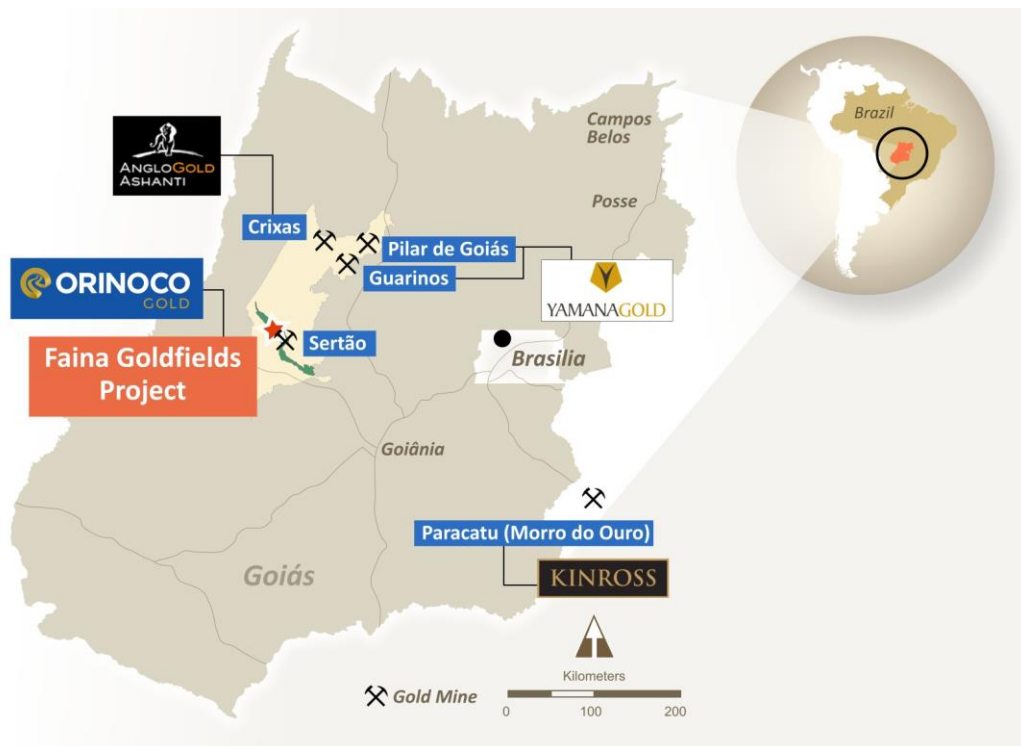 Campos
Belos
Brazil
ANGLOGOLD
ASHANTI
Posse
Crixas
Pilar de Goiás
Guarinos
ORINOCO
GOLD
YAMANAGOLD
Sertão
Faina Goldfields
Project
Brasilia
Goiânia
Paracatu (Morro do Ouro)
Goiás
KINROSS
Kilometers
Gold Mine
0 100 200